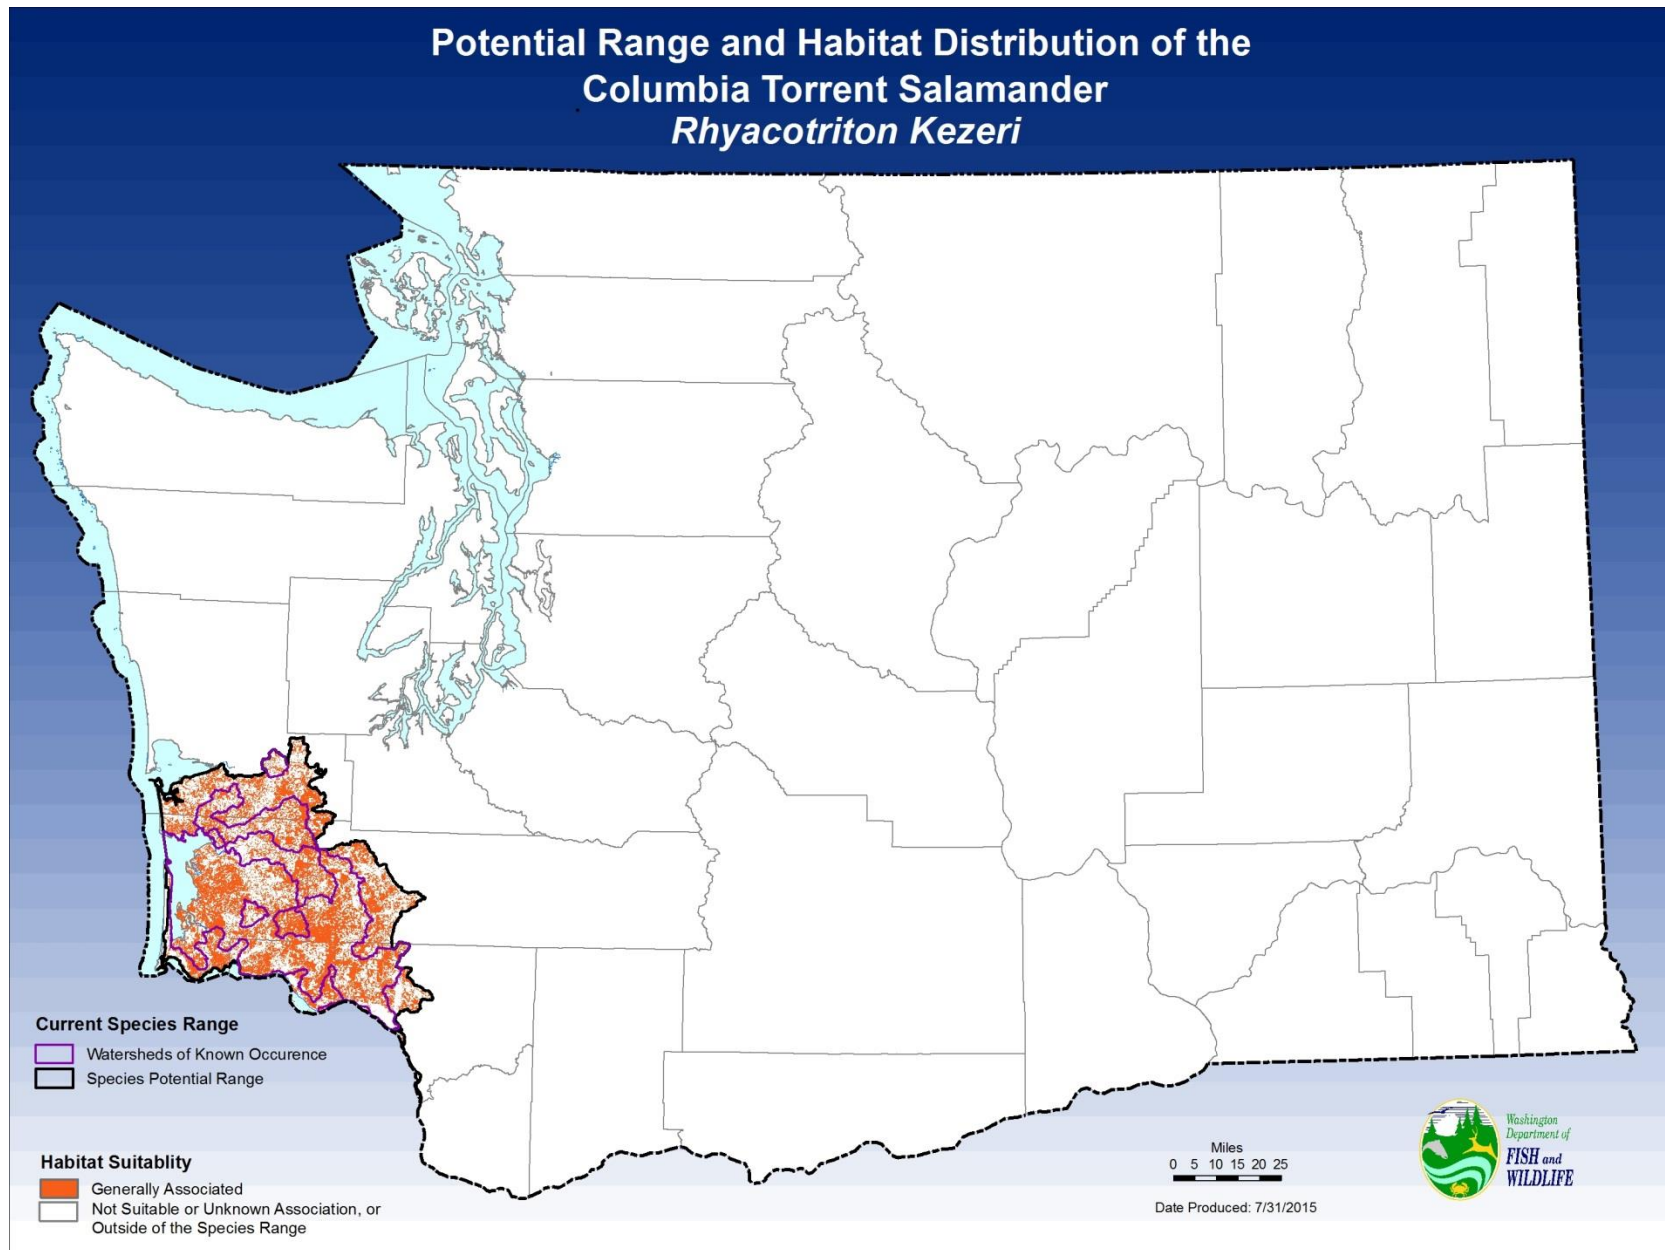 Potential Range and Habitat Distribution of the
Columbia Torrent Salamander
Rhyacotriton Kezeri
Current Species Range
Watersheds of Known Occurence
Species Potential Range
Habitat Suitablity
Generally Associated
Not Suitable or Unknown Association, or
Outside of the Species Range
Miles
0 5 10 15 20 25
Date Produced: 7/31/2015
Washington
Department of
FISH and
WILDLIFE